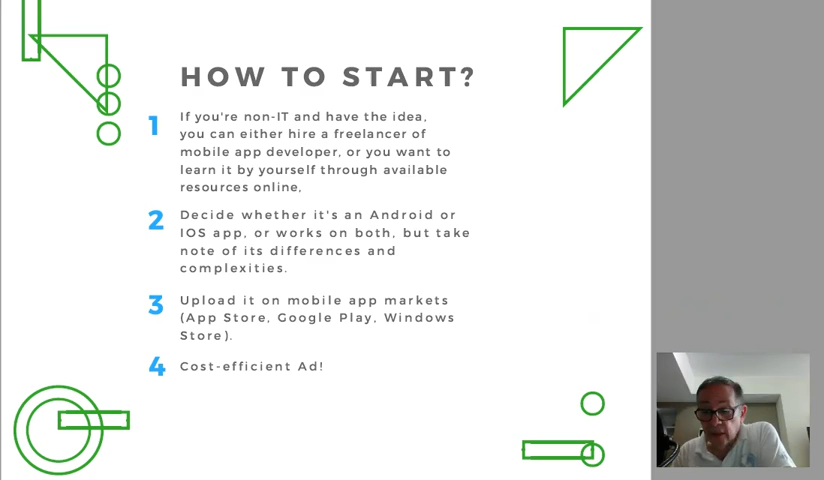 HOW TO START?
1 If you're non-IT and have the idea,
you can either hire a freelancer of
mobile app developer, or you want to
learn it by yourself through available
resources online,
2 Decide whether it's an Android or
IOS app, or works on both, but take
note of its differences and
complexities.
3 Upload it on mobile app markets
(App Store, Google Play, Windows
Store).
4 Cost-efficient Ad!